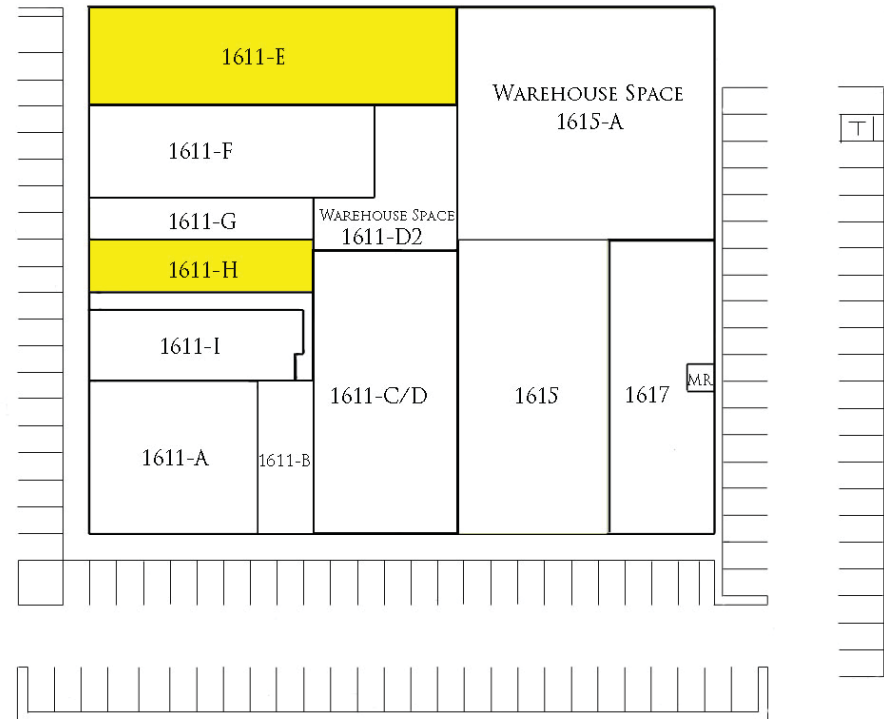 1611-E
Warehouse Space
1615-A
1611-F
1611-G
Warehouse Space
1611-D2
1611-H
1611-I
1611-C/D
1615
1617
MR
1611-A
1611-B
T